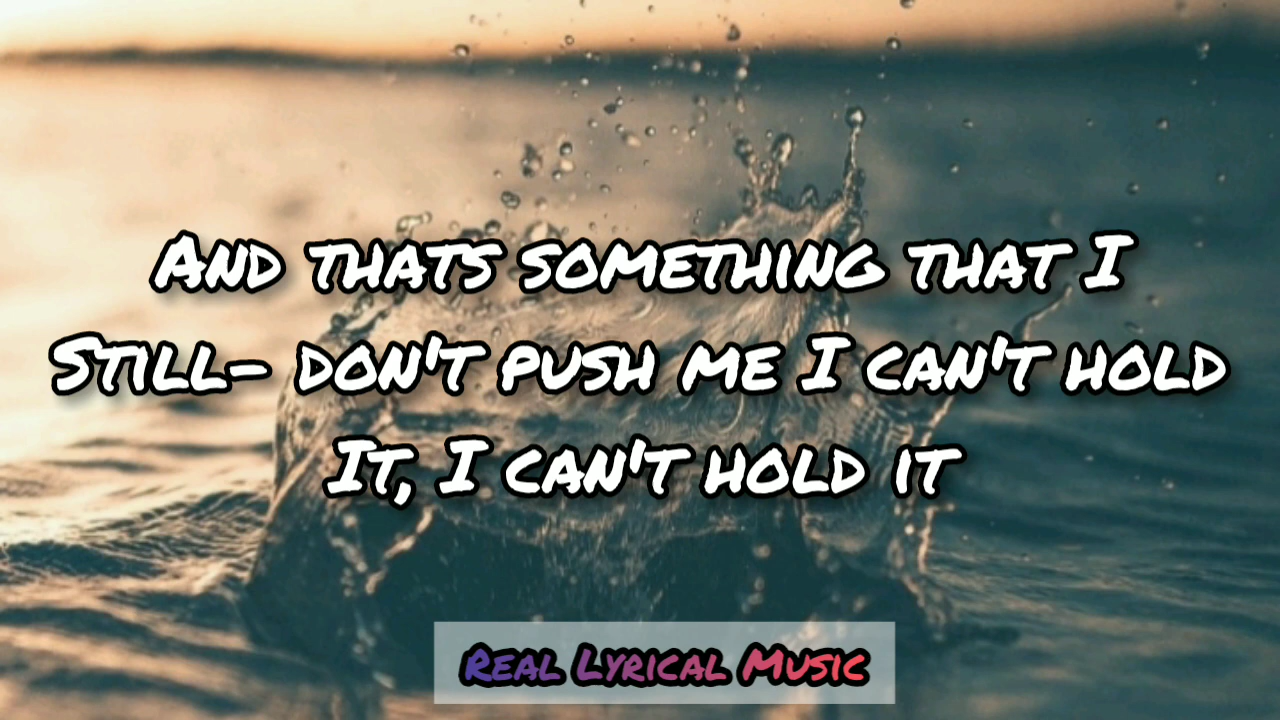 And thats something that I
Still- don't push me I can't hold
It, I can't hold it
Real Lyrical Music